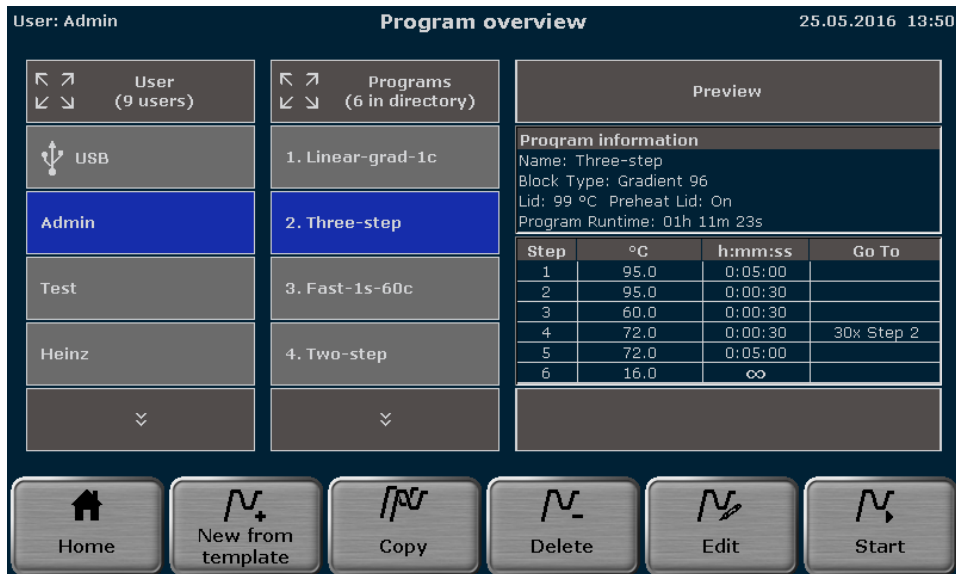 User: Admin
Program overview
25.05.2016 13:50
User
(9 users)
Programs
(6 in directory)
Preview
USB
Admin
Test
Heinz
1. Linear-grad-1c
2. Three-step
3. Fast-1s-60c
4. Two-step
Program information
Name: Three-step
Block Type: Gradient 96
Lid: 99 °C Preheat Lid: On
Program Runtime: 01h 11m 23s
Step °C h:mm:ss Go To
1 95.0 0:05:00
2 95.0 0:00:30
3 60.0 0:00:30
4 72.0 0:00:30 30x Step 2
5 72.0 0:05:00
6 16.0 ∞
Home
New from
template
Copy
Delete
Edit
Start